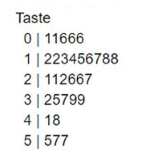 Taste
0 | 11666
1 | 223456788
2 | 112667
3 | 25799
4 | 18
5 | 577